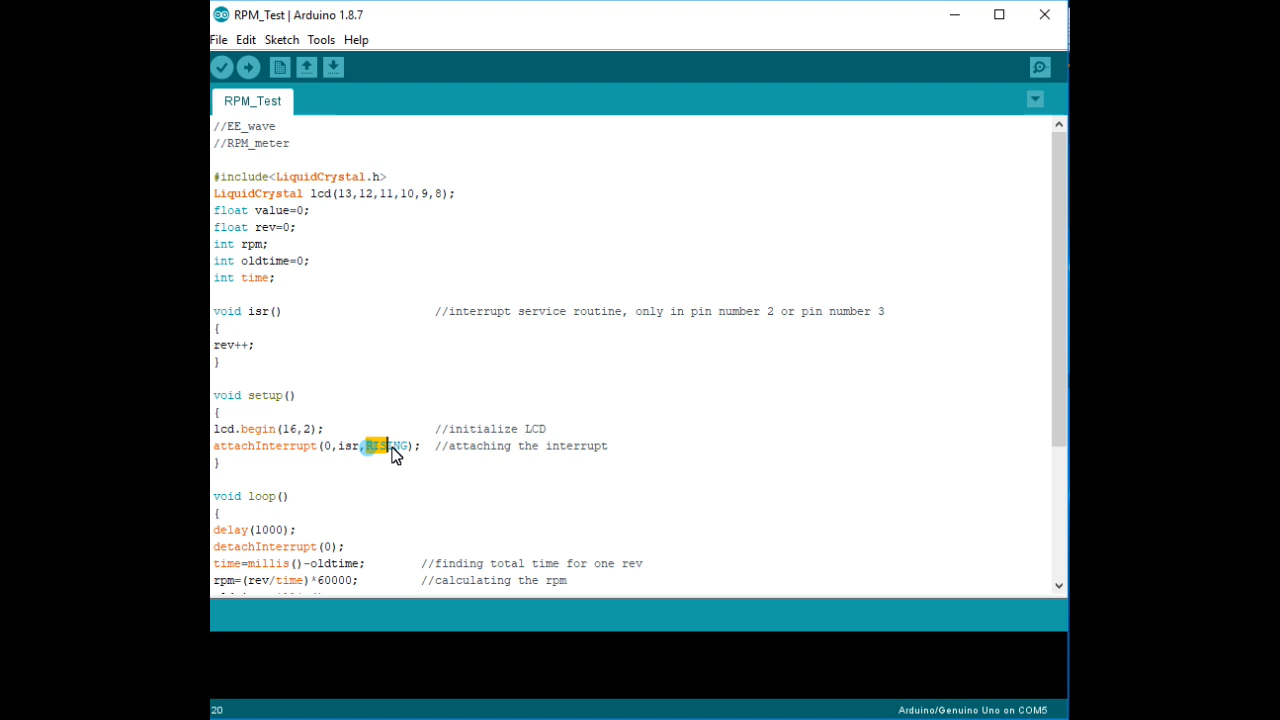 RPM_Test | Arduino 1.8.7
File Edit Sketch Tools Help
RPM_Test
//EE_wave
//RPM_meter
#include<LiquidCrystal.h>
LiquidCrystal lcd(13,12,11,10,9,8);
float value=0;
float rev=0;
int rpm;
int oldtime=0;
int time;
void isr() //interrupt service routine, only in pin number 2 or pin number 3
{
rev++;
}
void setup()
{
lcd.begin(16,2); //initialize LCD
attachInterrupt(0,isr,RISING); //attaching the interrupt
}
void loop()
{
delay(1000);
detachInterrupt(0);
time=millis()-oldtime; //finding total time for one rev
rpm=(rev/time)*60000; //calculating the rpm
20 Arduino/Genuino Uno on COM5